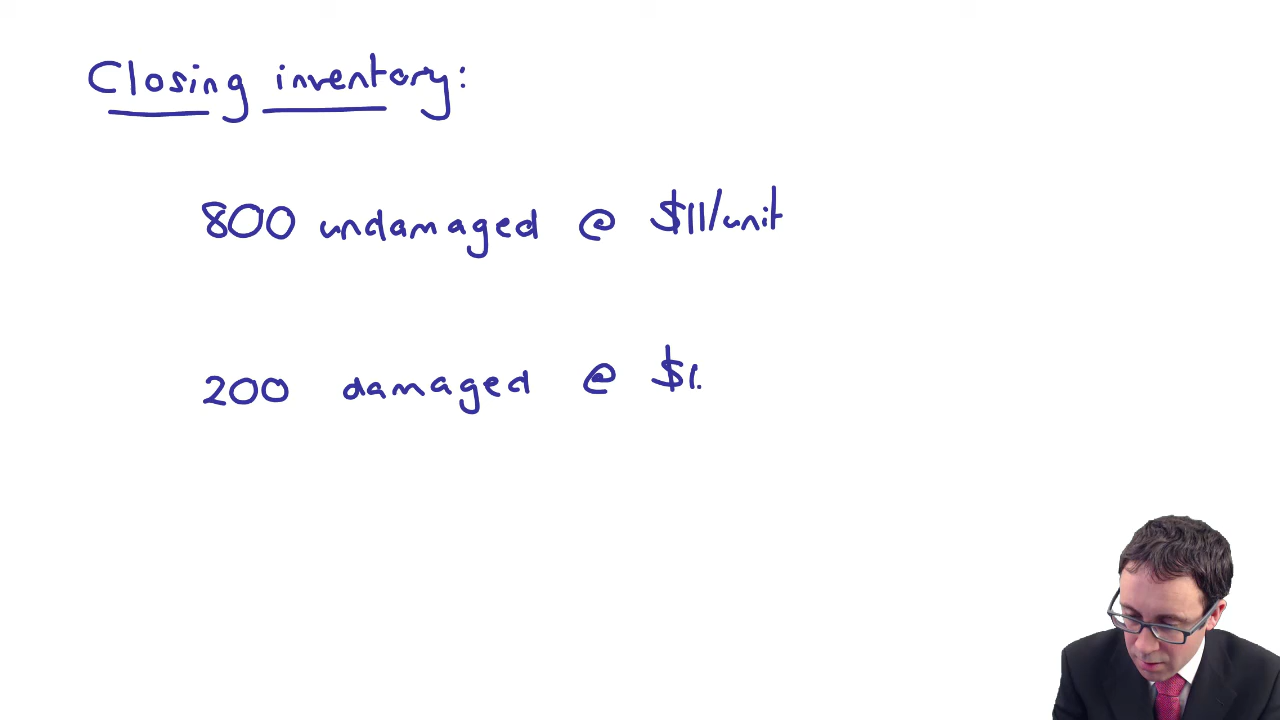 Closing inventory:
800 undamaged @ $11/unit
200 damaged @ $1.